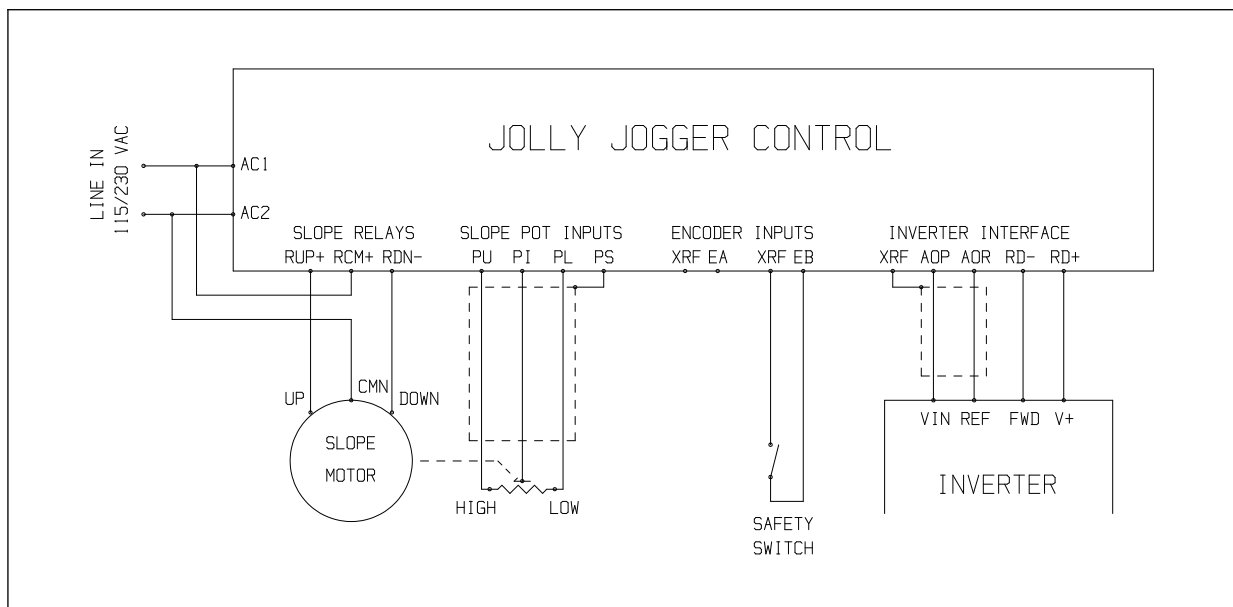 JOLLY JOGGER CONTROL
LINE IN
115/230 VAC
AC1
AC2
SLOPE RELAYS
RUP+ RCM+ RDN-
SLOPE POT INPUTS
PU PI PL PS
ENCODER INPUTS
XRF EA XRF EB
INVERTER INTERFACE
XRF AOP AOR RD- RD+
UP CMN DOWN
SLOPE
MOTOR
HIGH LOW
SAFETY
SWITCH
VIN REF FWD V+
INVERTER